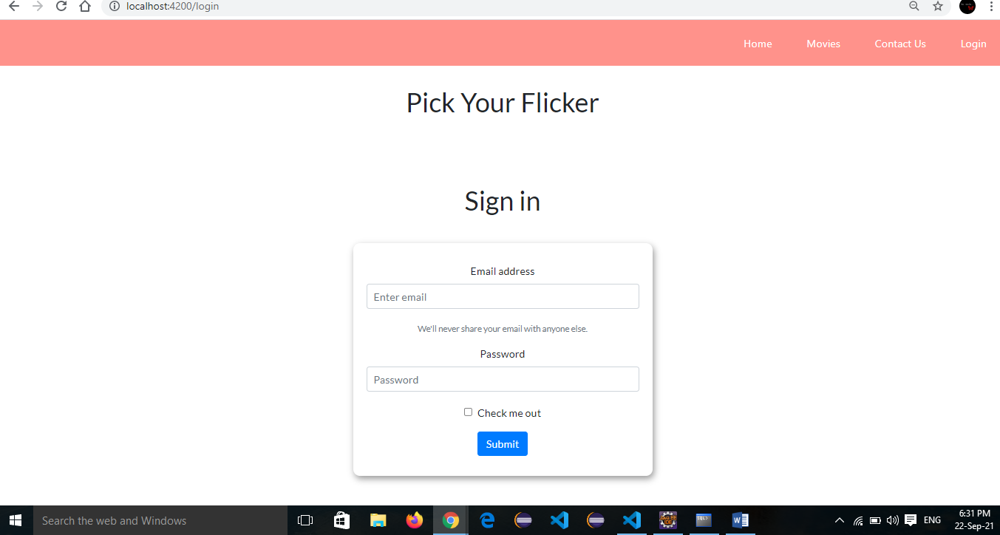 localhost:4200/login
Home Movies Contact Us Login
Pick Your Flicker
Sign in
Email address
Enter email
We'll never share your email with anyone else.
Password
Password
Check me out
Submit
Search the web and Windows
ENG
6:31 PM
22-Sep-21